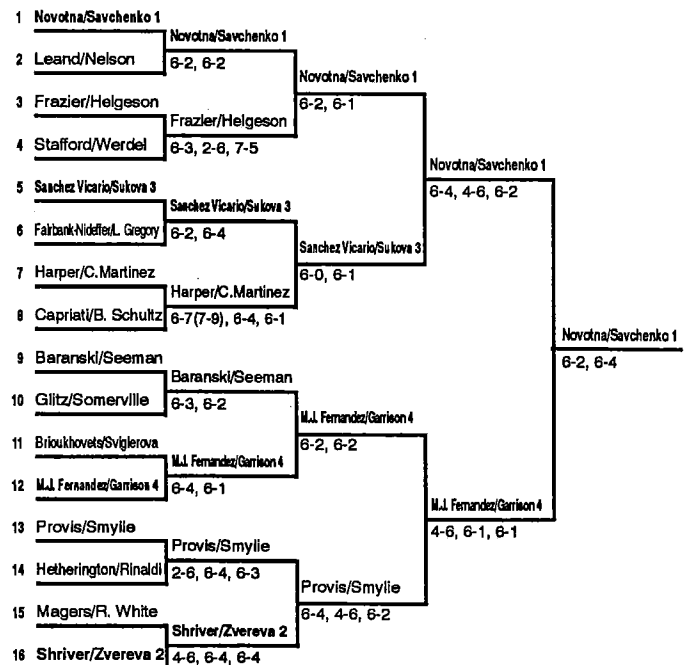 1 Novotna/Savchenko 1
2 Leand/Nelson
3 Frazier/Helgeson
4 Stafford/Werdel
5 Sanchez Vicario/Sukova 3
6 Fairbank-Nideffer/L. Gregory
7 Harper/C.Martinez
8 Capriati/B. Schultz
9 Baranski/Seeman
10 Glitz/Somerville
11 Brioukhovets/Sviglerova
12 M.J. Fernandez/Garrison 4
13 Provis/Smylie
14 Hetherington/Rinaldi
15 Magers/R. White
16 Shriver/Zvereva 2
Novotna/Savchenko 1
6-2, 6-2
Frazier/Helgeson
6-3, 2-6, 7-5
Sanchez Vicario/Sukova 3
6-2, 6-4
Harper/C.Martinez
6-7(7-9), 6-4, 6-1
Baranski/Seeman
6-3, 6-2
M.J. Fernandez/Garrison 4
6-4, 6-1
Provis/Smylie
2-6, 6-4, 6-3
Shriver/Zvereva 2
4-6, 6-4, 6-4
Novotna/Savchenko 1
6-2, 6-1
Sanchez Vicario/Sukova 3
6-0, 6-1
M.J. Fernandez/Garrison 4
6-2, 6-2
Provis/Smylie
6-4, 4-6, 6-2
Novotna/Savchenko 1
6-4, 4-6, 6-2
M.J. Fernandez/Garrison 4
4-6, 6-1, 6-1
Novotna/Savchenko 1
6-2, 6-4